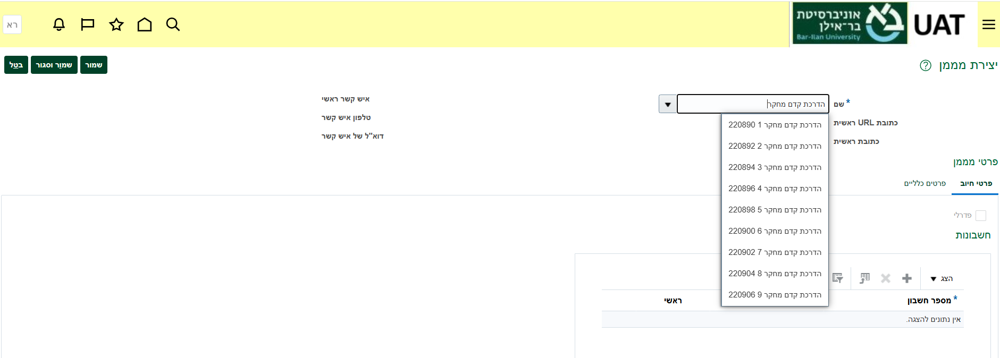 אוניברסיטת
בר-אילן
Bar-Ilan University
UAT
רא
יצירת מממן
שמור
שמור וסגור
בטל
* שם
הדרכת קדם מחקר
איש קשר ראשי
כתובת URL ראשית
טלפון איש קשר
כתובת ראשית
דוא"ל של איש קשר
הדרכת קדם מחקר 1 220890
הדרכת קדם מחקר 2 220892
הדרכת קדם מחקר 3 220894
הדרכת קדם מחקר 4 220896
הדרכת קדם מחקר 5 220898
הדרכת קדם מחקר 6 220900
הדרכת קדם מחקר 7 220902
הדרכת קדם מחקר 8 220904
הדרכת קדם מחקר 9 220906
פרטי מממן
פרטי חיוב
פרטים כלליים
פדרלי
חשבונות
הצג
* מספר חשבון
ראשי
אין נתונים להצגה.